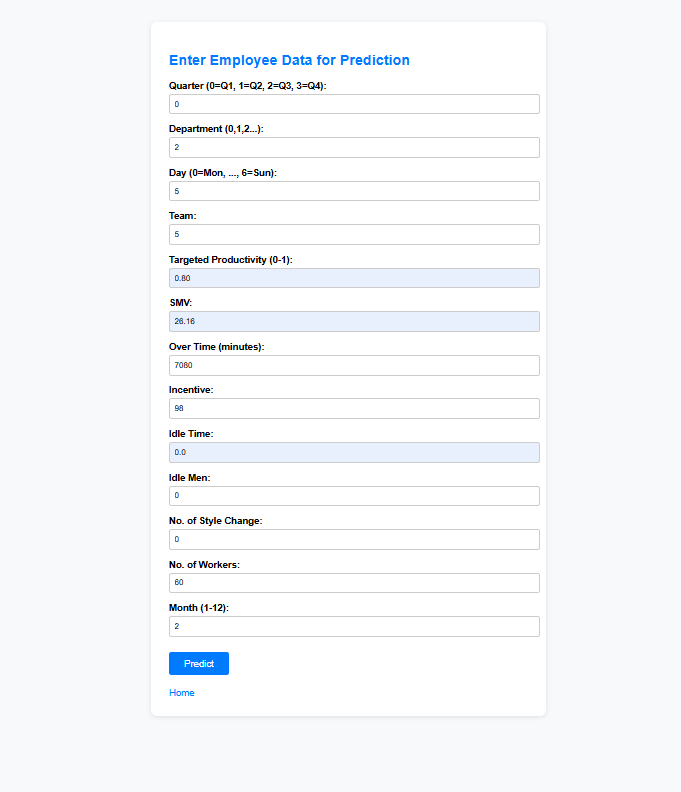 Enter Employee Data for Prediction
Quarter (0=Q1, 1=Q2, 2=Q3, 3=Q4):
0
Department (0,1,2...):
2
Day (0=Mon, ..., 6=Sun):
5
Team:
5
Targeted Productivity (0-1):
0.80
SMV:
26.16
Over Time (minutes):
7080
Incentive:
98
Idle Time:
0.0
Idle Men:
0
No. of Style Change:
0
No. of Workers:
60
Month (1-12):
2
Predict
Home